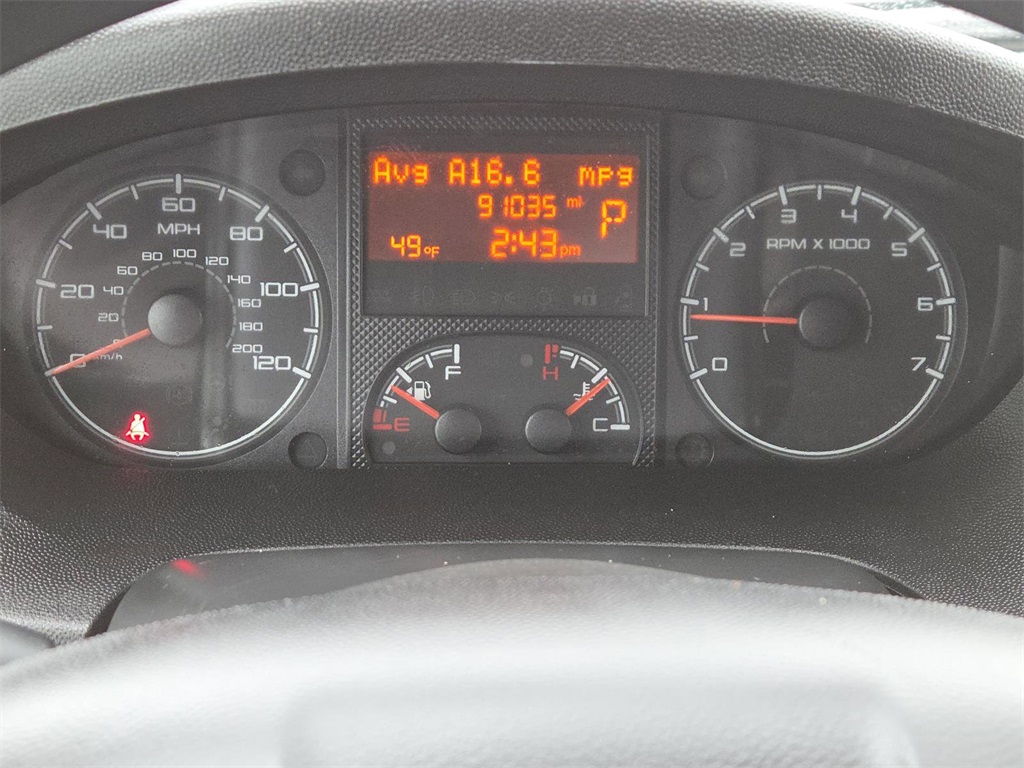 Avg A16.6 mpg
91035 mi P
49°F 2:43 pm
0 20 40 60 80 100 120
MPH
0 20 40 60 80 100 120 140 160 180 200
km/h
E F
H C
0 1 2 3 4 5 6 7
RPM X 1000